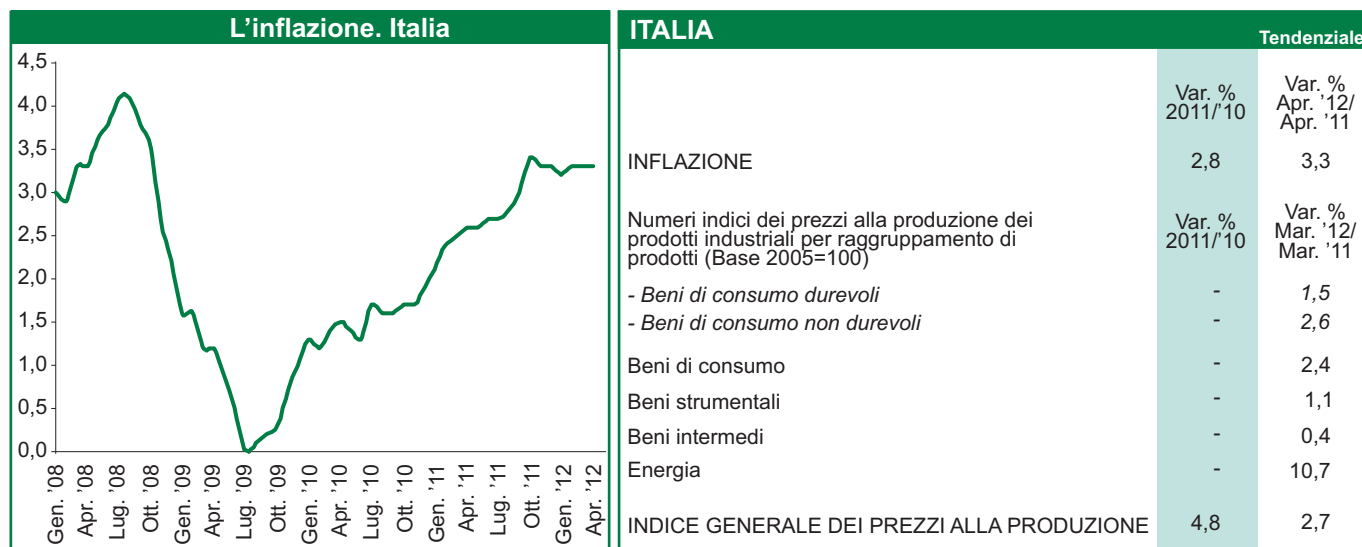 L'inflazione. Italia
4,5
4,0
3,5
3,0
2,5
2,0
1,5
1,0
0,5
0,0
Gen. '08
Apr. '08
Lug. '08
Ott. '08
Gen. '09
Apr. '09
Lug. '09
Ott. '09
Gen. '10
Apr. '10
Lug. '10
Ott. '10
Gen. '11
Apr. '11
Lug. '11
Ott. '11
Gen. '12
Apr. '12
ITALIA
Tendenziale
Var. %
2011/'10
Var. %
Apr. '12/
Apr. '11
INFLAZIONE 2,8 3,3
Numeri indici dei prezzi alla produzione dei
prodotti industriali per raggruppamento di
prodotti (Base 2005=100)
Var. %
2011/'10
Var. %
Mar. '12/
Mar. '11
- Beni di consumo durevoli - 1,5
- Beni di consumo non durevoli - 2,6
Beni di consumo - 2,4
Beni strumentali - 1,1
Beni intermedi - 0,4
Energia - 10,7
INDICE GENERALE DEI PREZZI ALLA PRODUZIONE 4,8 2,7